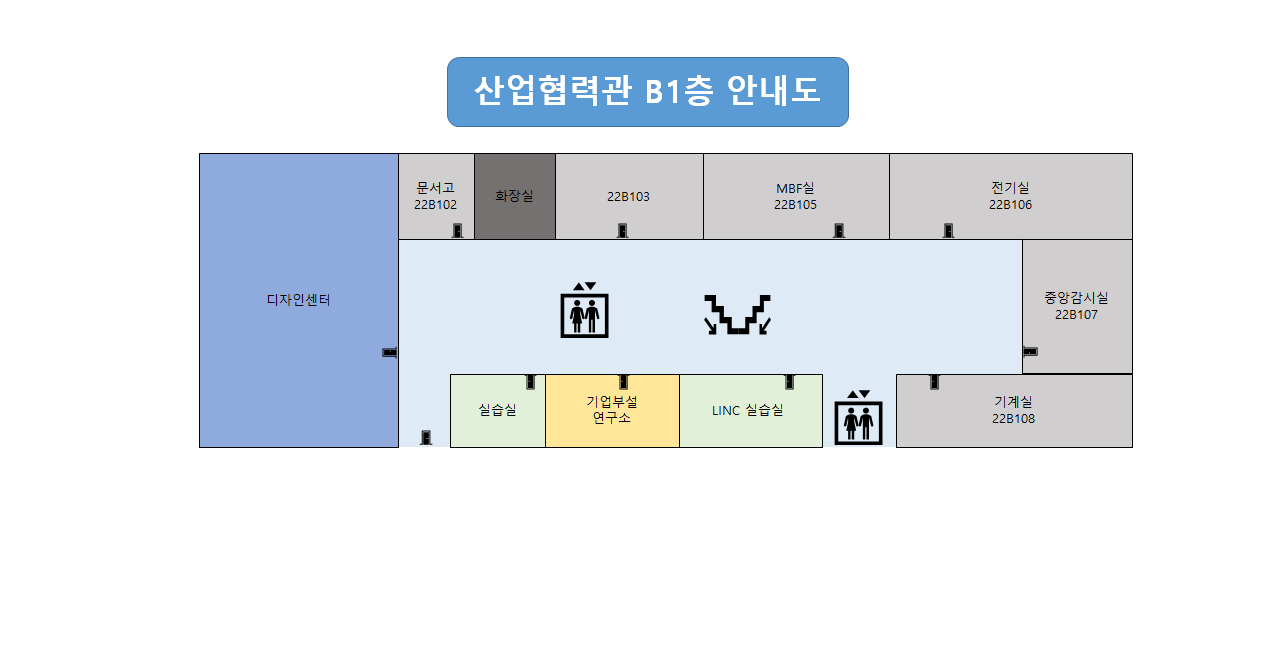 산업협력관 B1층 안내도
문서고
22B102
화장실
22B103
MBF실
22B105
전기실
22B106
디자인센터
중앙감시실
22B107
실습실
기업부설
연구소
LINC 실습실
기계실
22B108